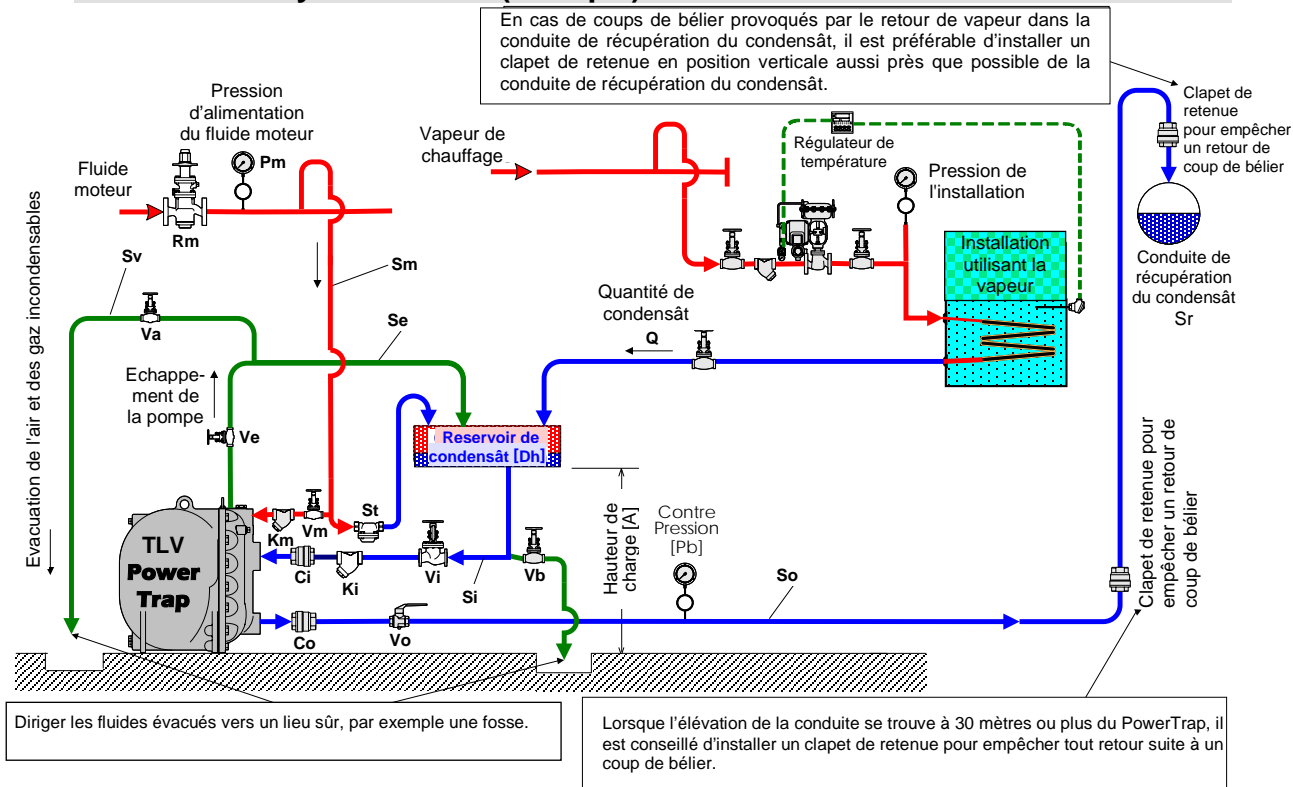 En cas de coups de bélier provoqués par le retour de vapeur dans la
conduite de récupération du condensât, il est préférable d'installer un
clapet de retenue en position verticale aussi près que possible de la
conduite de récupération du condensât.
Pression
d'alimentation
du fluide moteur
Pm
Fluide
moteur
Rm
Vapeur de
chauffage
Régulateur de
température
Pression de
l'installation
Clapet de
retenue
pour empêcher
un retour de
coup de bélier
Installation
utilisant la
vapeur
Conduite de
récupération
du condensât
Sr
Evacuation de l'air et des gaz incondensables
Sv
Va
Sm
Se
Quantité de
condensât
Q
Echappe-
ment de
la pompe
Ve
Reservoir de
condensât [Dh]
St
Vm
Km
TLV
Power
Trap
Ci
Ki
Vi
Si
Vb
Hauteur de
charge [A]
Contre
Pression
[Pb]
So
Co
Vo
Clapet de retenue pour
empêcher un retour de
coup de bélier
Diriger les fluides évacués vers un lieu sûr, par exemple une fosse.
Lorsque l'élévation de la conduite se trouve à 30 mètres ou plus du PowerTrap, il
est conseillé d'installer un clapet de retenue pour empêcher tout retour suite à un
coup de bélier.